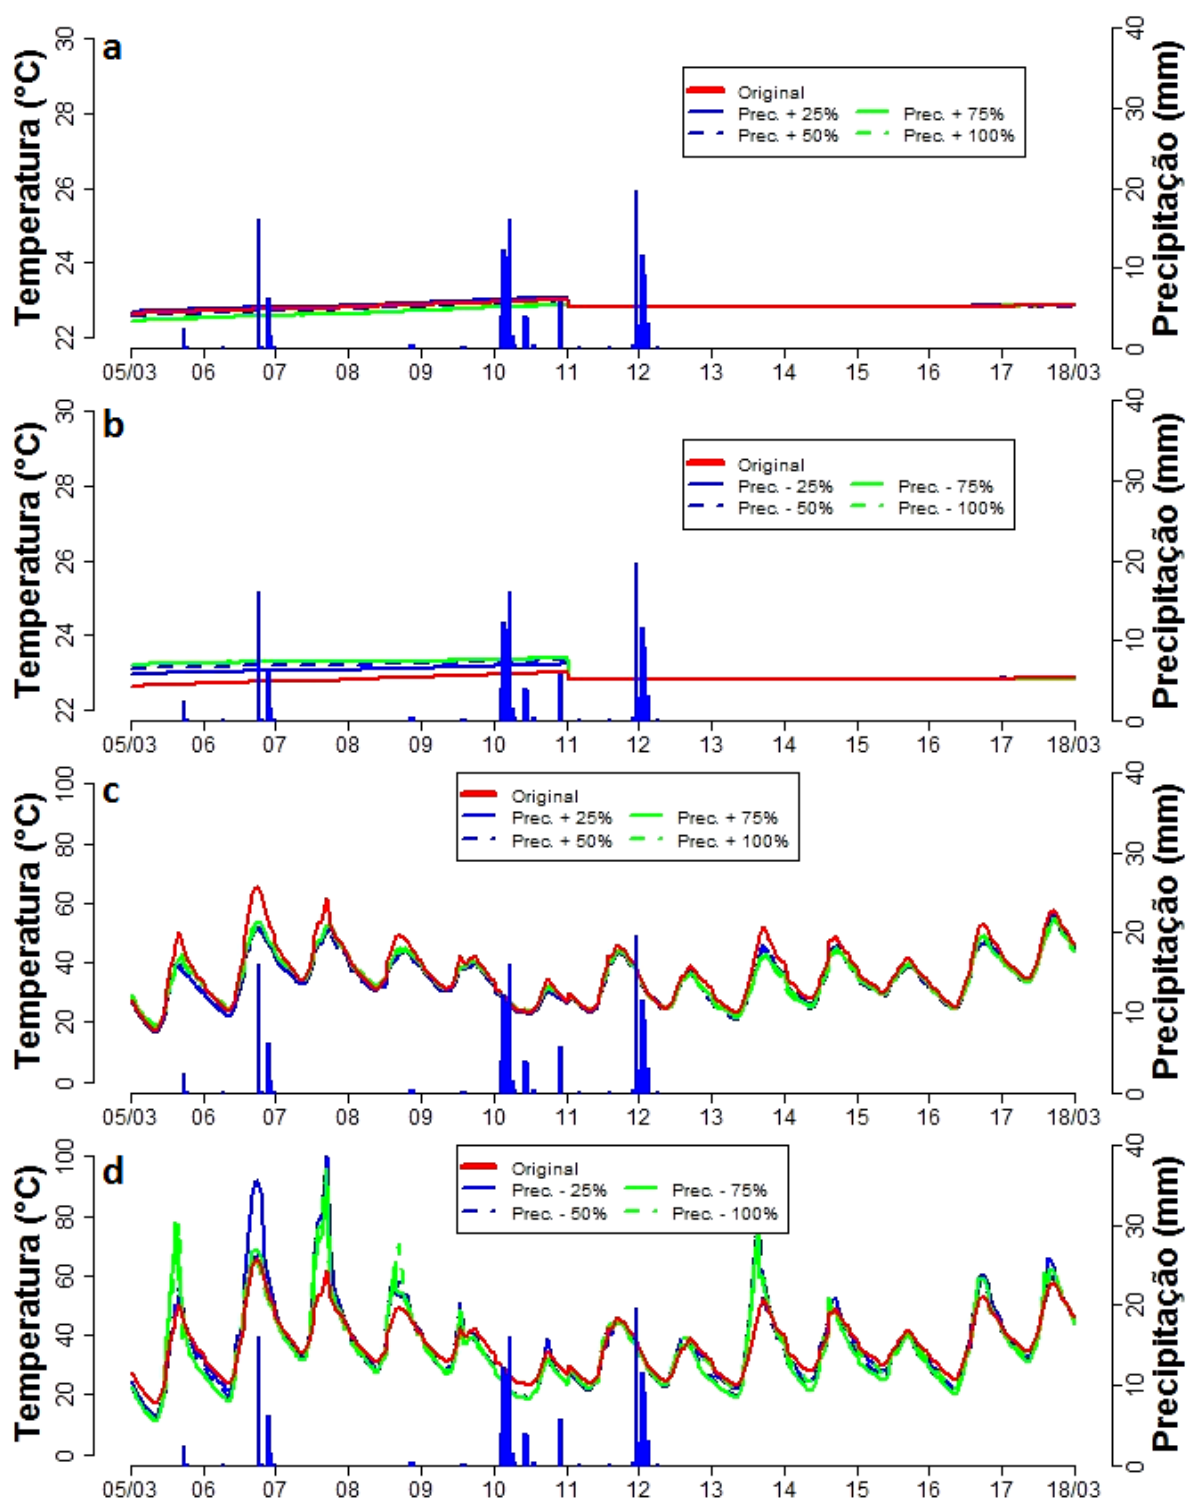 a
Temperatura (°C)
30
28
26
24
22
Original
Prec. + 25%
Prec. + 75%
Prec. + 50%
Prec. + 100%
40
30
20
10
0
Precipitação (mm)
05/03 06 07 08 09 10 11 12 13 14 15 16 17 18/03
b
Temperatura (°C)
30
28
26
24
22
Original
Prec. - 25%
Prec. - 75%
Prec. - 50%
Prec. - 100%
40
30
20
10
0
Precipitação (mm)
05/03 06 07 08 09 10 11 12 13 14 15 16 17 18/03
c
Temperatura (°C)
100
80
60
40
20
0
Original
Prec. + 25%
Prec. + 75%
Prec. + 50%
Prec. + 100%
40
30
20
10
0
Precipitação (mm)
05/03 06 07 08 09 10 11 12 13 14 15 16 17 18/03
d
Temperatura (°C)
100
80
60
40
20
0
Original
Prec. - 25%
Prec. - 75%
Prec. - 50%
Prec. - 100%
40
30
20
10
0
Precipitação (mm)
05/03 06 07 08 09 10 11 12 13 14 15 16 17 18/03